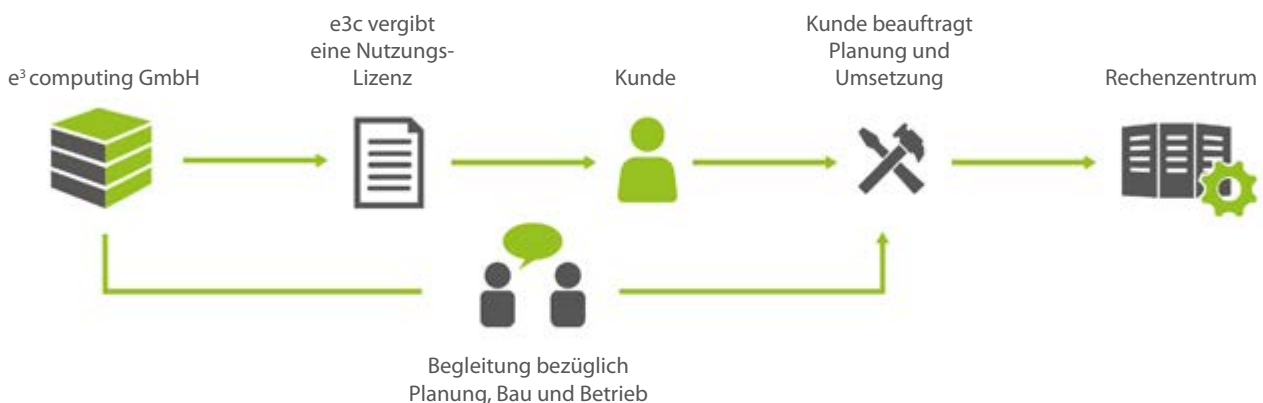 e³ computing GmbH
e3c vergibt
eine Nutzungs-
Lizenz
Kunde
Kunde beauftragt
Planung und
Umsetzung
Rechenzentrum
Begleitung bezüglich
Planung, Bau und Betrieb